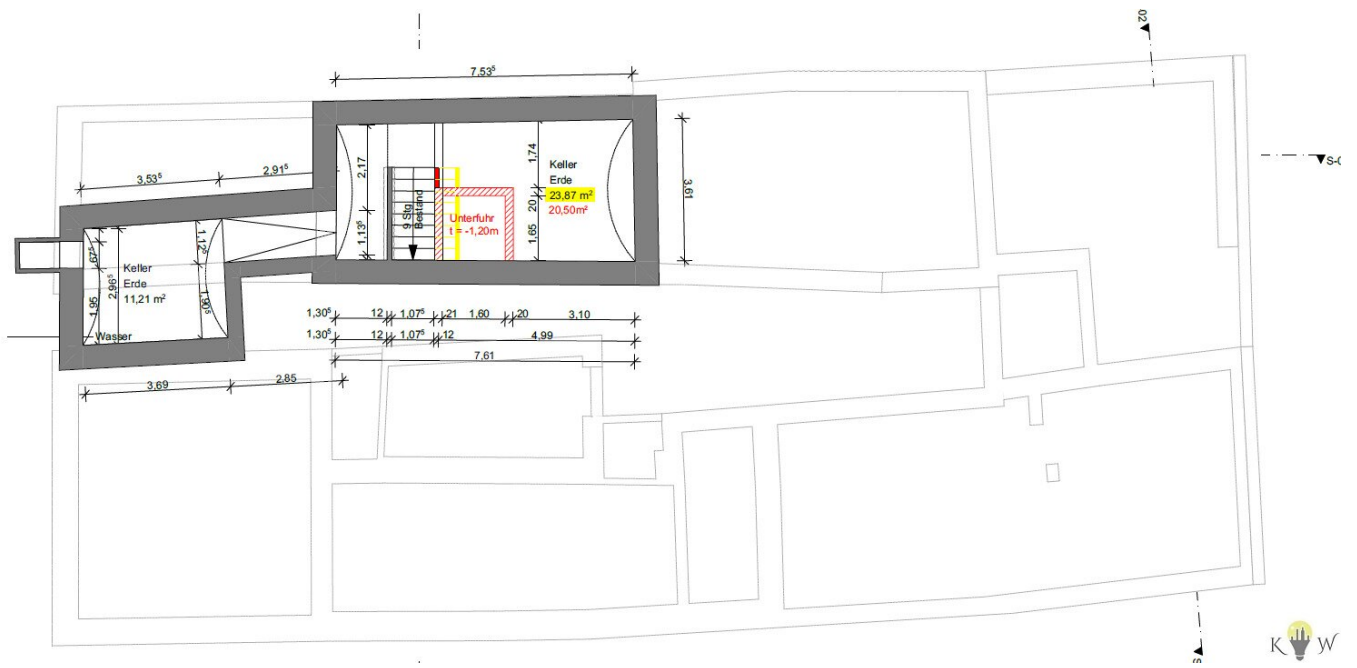 02
7,53⁵
S-0
3,53⁵
2,91⁵
2,17
1,74
3,61
Keller
Erde
23,87 m²
20,50m²
9 Stg
Bestand
Unterfuhr
t = -1,20m
20
1,13⁵
1,65
67⁵
1,12⁵
Keller
Erde
11,21 m²
2,96⁵
1,95
1,90⁵
Wasser
1,30⁵ 12 1,07⁵ 21 1,60 20 3,10
1,30⁵ 12 1,07⁵ 12 4,99
7,61
3,69
2,85
S
K W